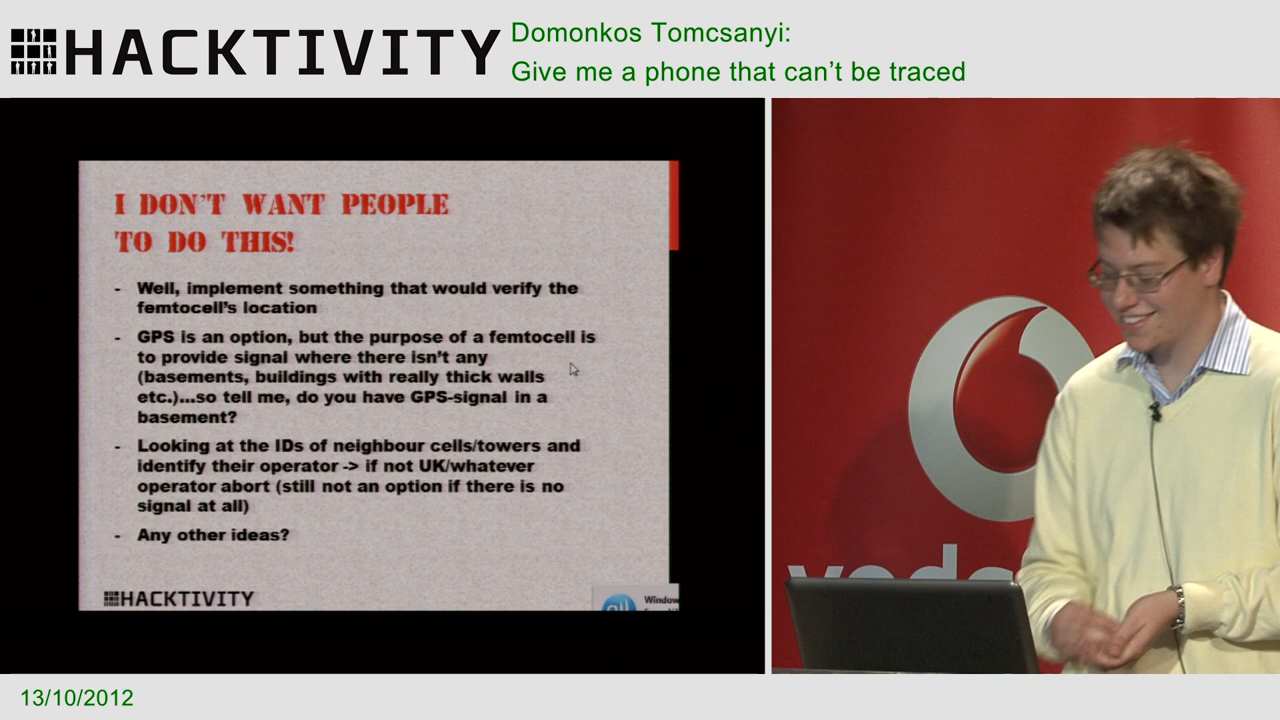 HACKTIVITY
Domonkos Tomcsanyi:
Give me a phone that can't be traced
I DON'T WANT PEOPLE
TO DO THIS!
- Well, implement something that would verify the
femtocell's location
- GPS is an option, but the purpose of a femtocell is
to provide signal where there isn't any
(basements, buildings with really thick walls
etc.)...so tell me, do you have GPS-signal in a
basement?
- Looking at the IDs of neighbour cells/towers and
identify their operator -> if not UK/whatever
operator abort (still not an option if there is no
signal at all)
- Any other ideas?
HACKTIVITY
Window
13/10/2012